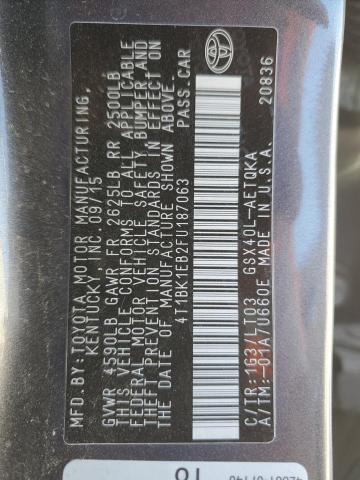 MFD.BY:TOYOTA MOTOR MANUFACTURING,
KENTUCKY, INC. 09/15
GVWR 4590LB GAWR FR 2625LB RR 2500LB
THIS VEHICLE CONFORMS TO ALL APPLICABLE
FEDERAL MOTOR VEHICLE SAFETY, BUMPER AND
THEFT PREVENTION STANDARDS IN EFFECT ON
THE DATE OF MANUFACTURE SHOWN ABOVE.
4T1BK1EB2FU187063 PASS.CAR
C/TR:1G3/LT03 GSX40L-AETQKA
A/TM:-01A/U660E MADE IN U.S.A.
20836